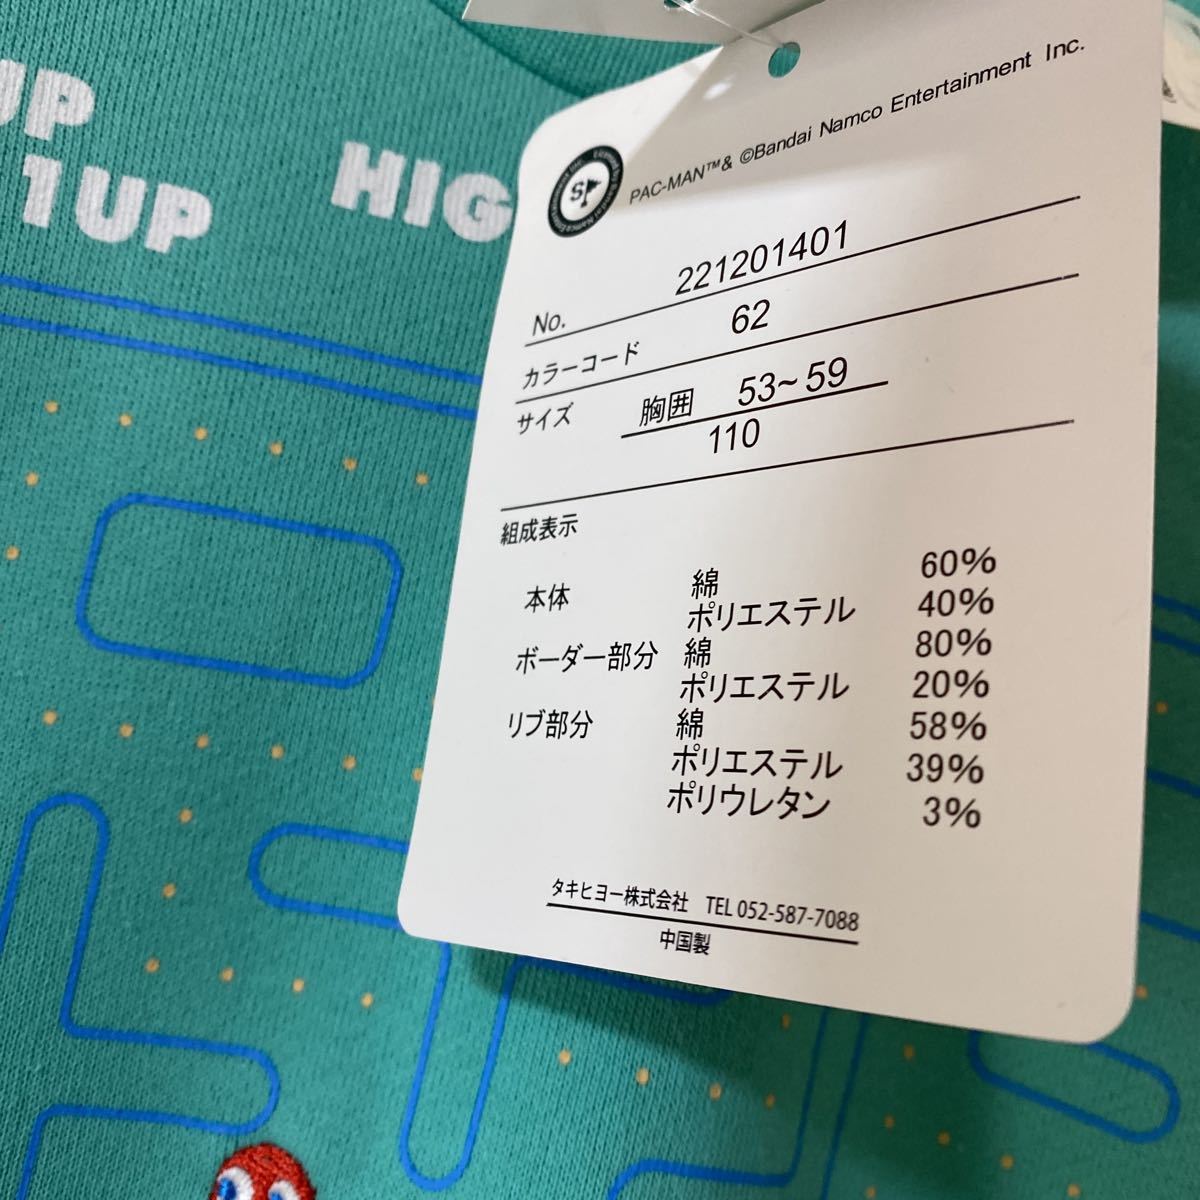 UP
1UP
HIG
PAC-MAN™& ©Bandai Namco Entertainment Inc.
No. 221201401
カラーコード 62
サイズ 胸囲 53~59
110
組成表示
本体 綿 60%
ポリエステル 40%
ボーダー部分 綿 80%
ポリエステル 20%
リブ部分 綿 58%
ポリエステル 39%
ポリウレタン 3%
タキヒヨー株式会社 TEL 052-587-7088
中国製